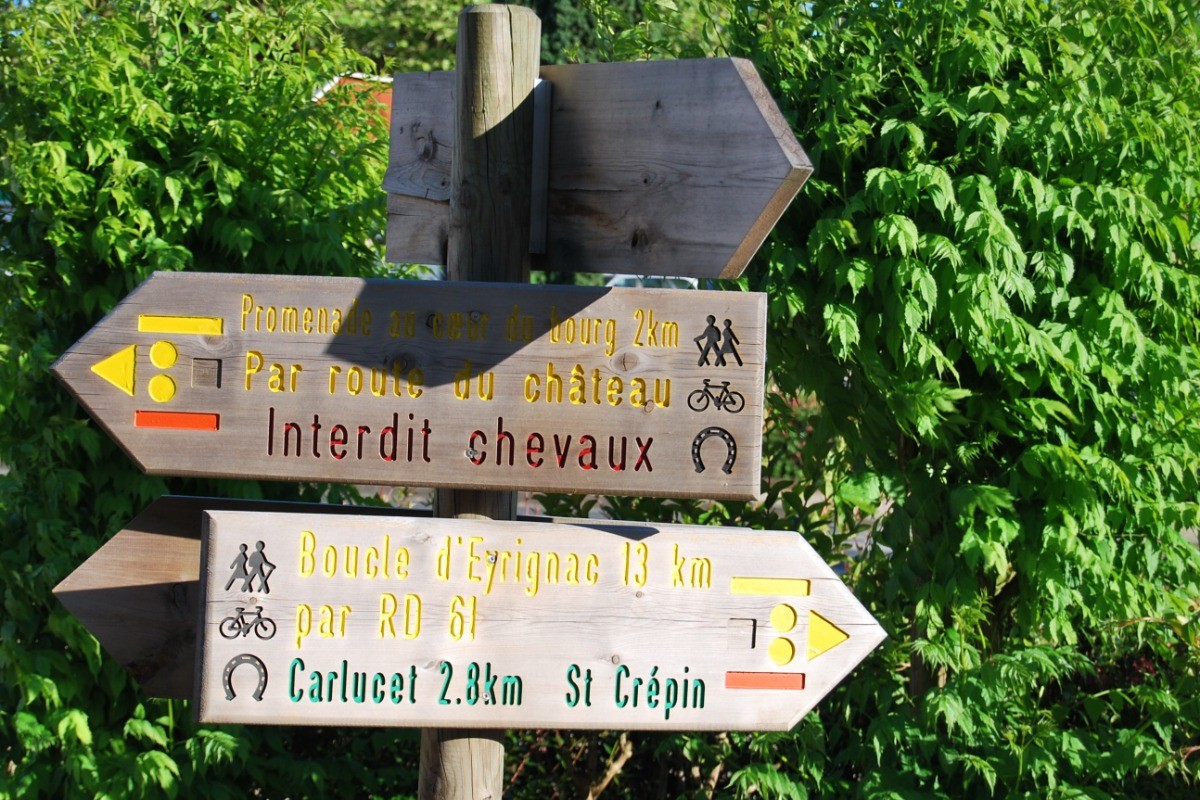 Promenade au cœur du bourg 2km
Par route du château
Interdit chevaux
Boucle d'Eyrignac 13 km
par RD 61
Carlucet 2.8km St Crépin